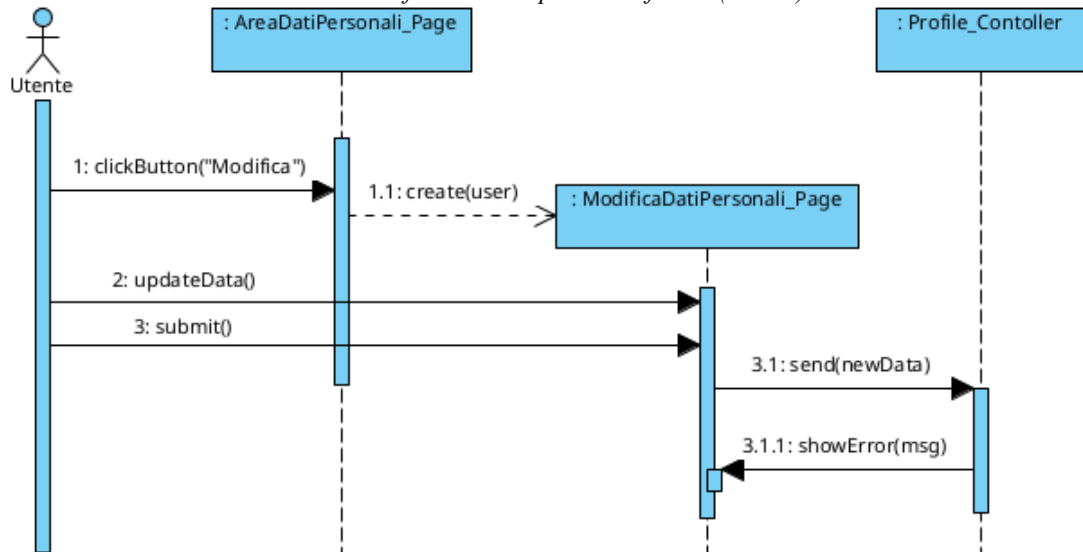 : AreaDatiPersonali_Page
: Profile_Contoller
Utente
1: clickButton("Modifica")
1.1: create(user)
: ModificaDatiPersonali_Page
2: updateData()
3: submit()
3.1: send(newData)
3.1.1: showError(msg)